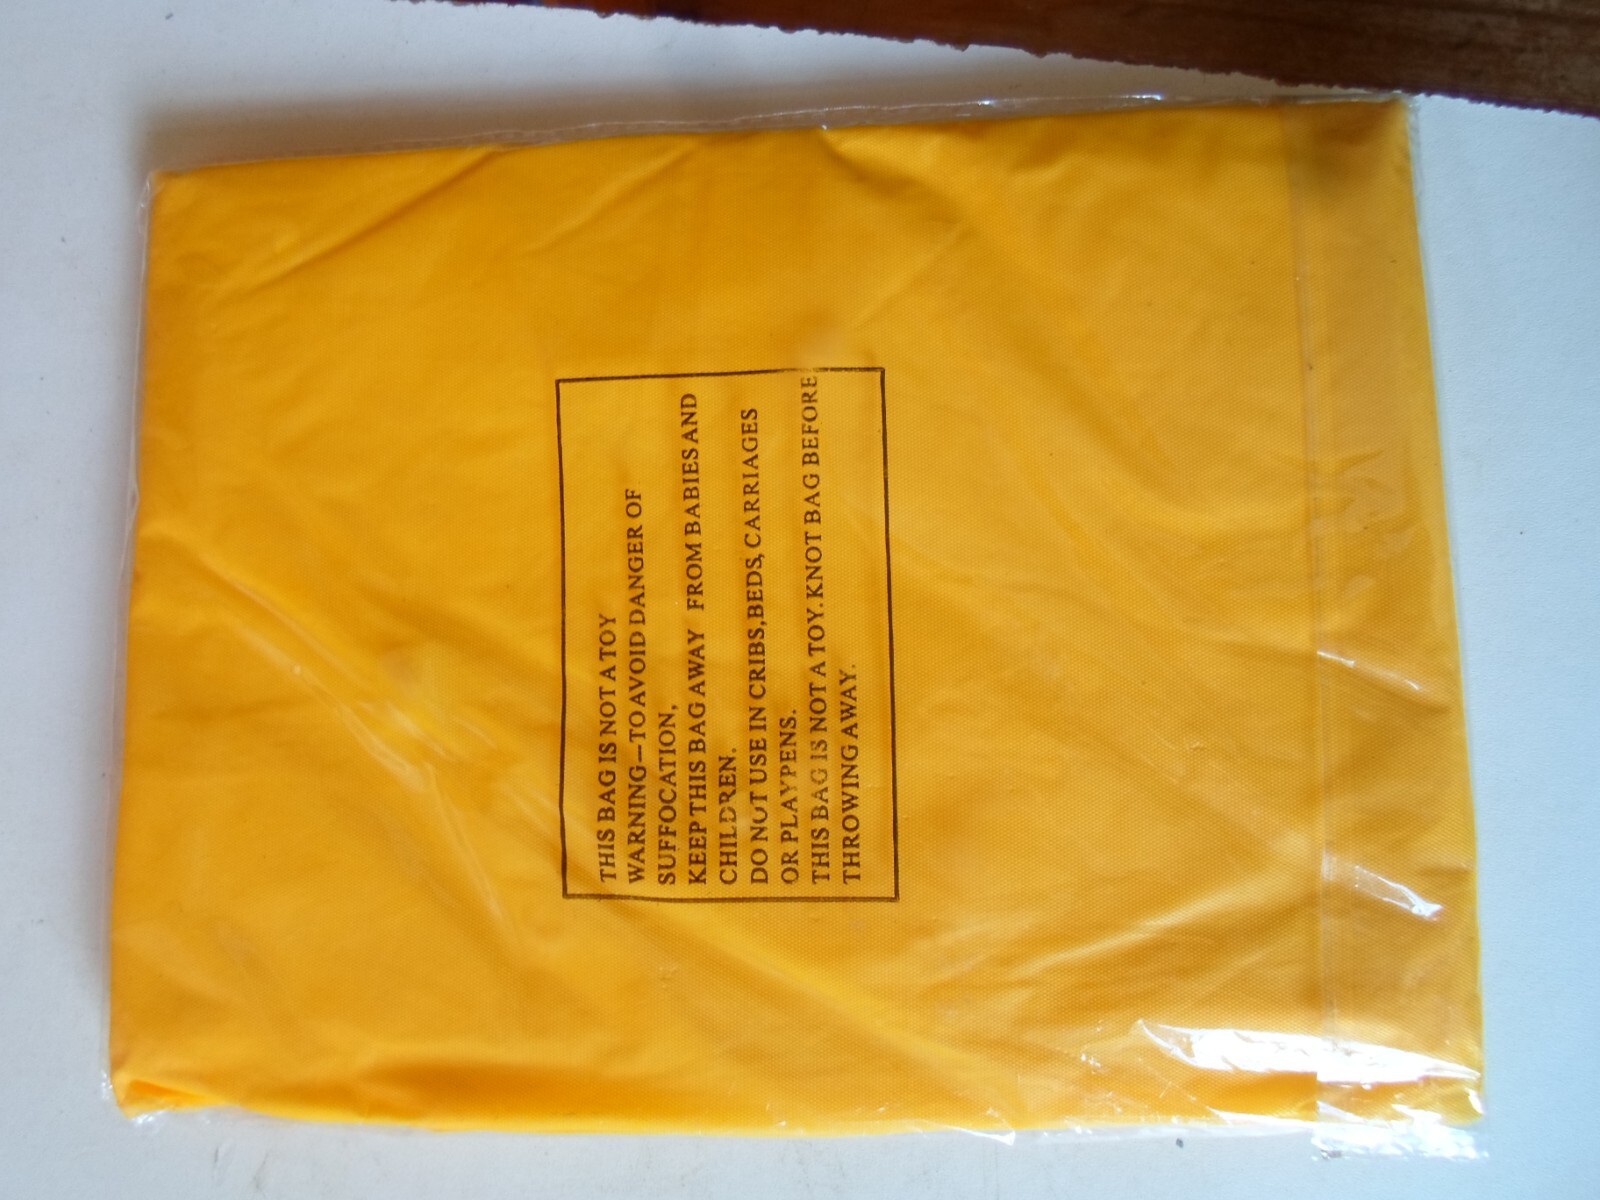 THIS BAG IS NOT A TOY
WARNING—TO AVOID DANGER OF
SUFFOCATION,
KEEP THIS BAG AWAY FROM BABIES AND
CHILDREN.
DO NOT USE IN CRIBS,BEDS,CARRIAGES
OR PLAYPENS.
THIS BAG IS NOT A TOY.KNOT BAG BEFORE
THROWING AWAY.